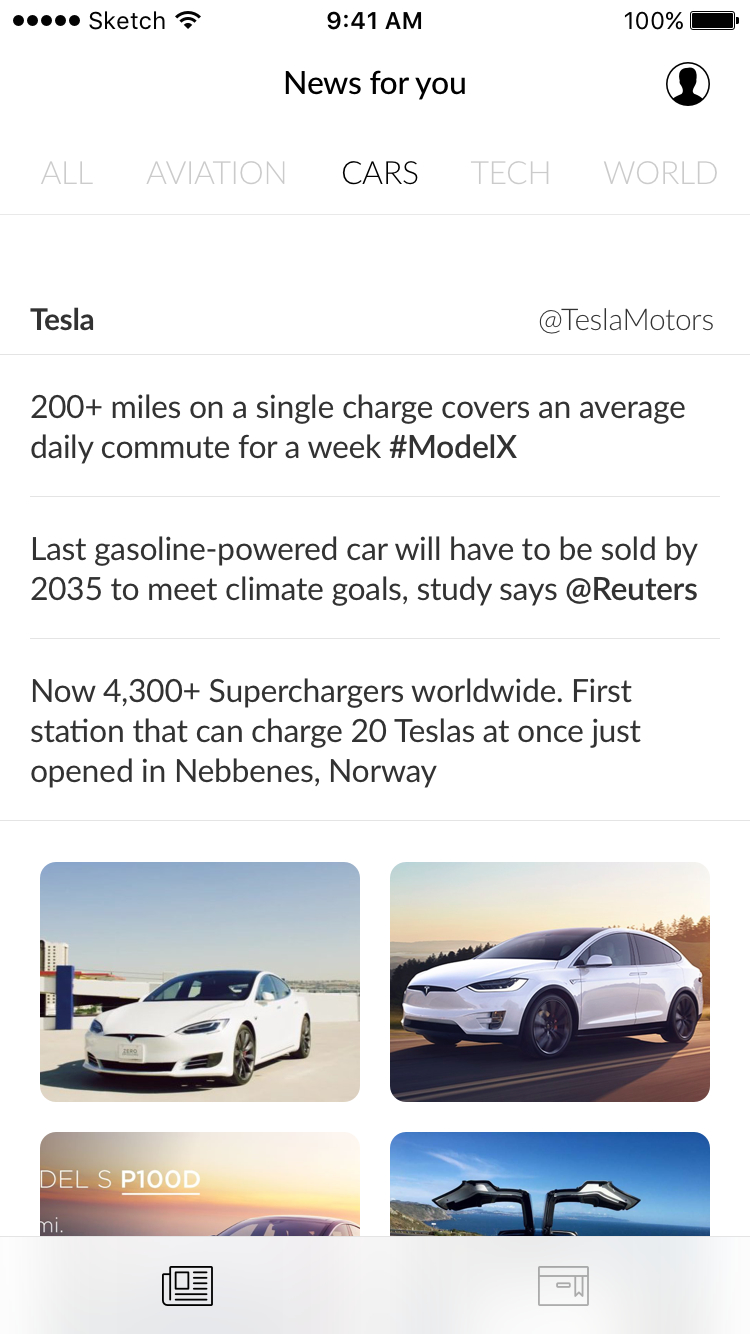 Sketch 9:41 AM 100%
News for you
ALL AVIATION CARS TECH WORLD
Tesla @TeslaMotors
200+ miles on a single charge covers an average
daily commute for a week #ModelX
Last gasoline-powered car will have to be sold by
2035 to meet climate goals, study says @Reuters
Now 4,300+ Superchargers worldwide. First
station that can charge 20 Teslas at once just
opened in Nebbenes, Norway
ZERO
DEL S P100D
mi.